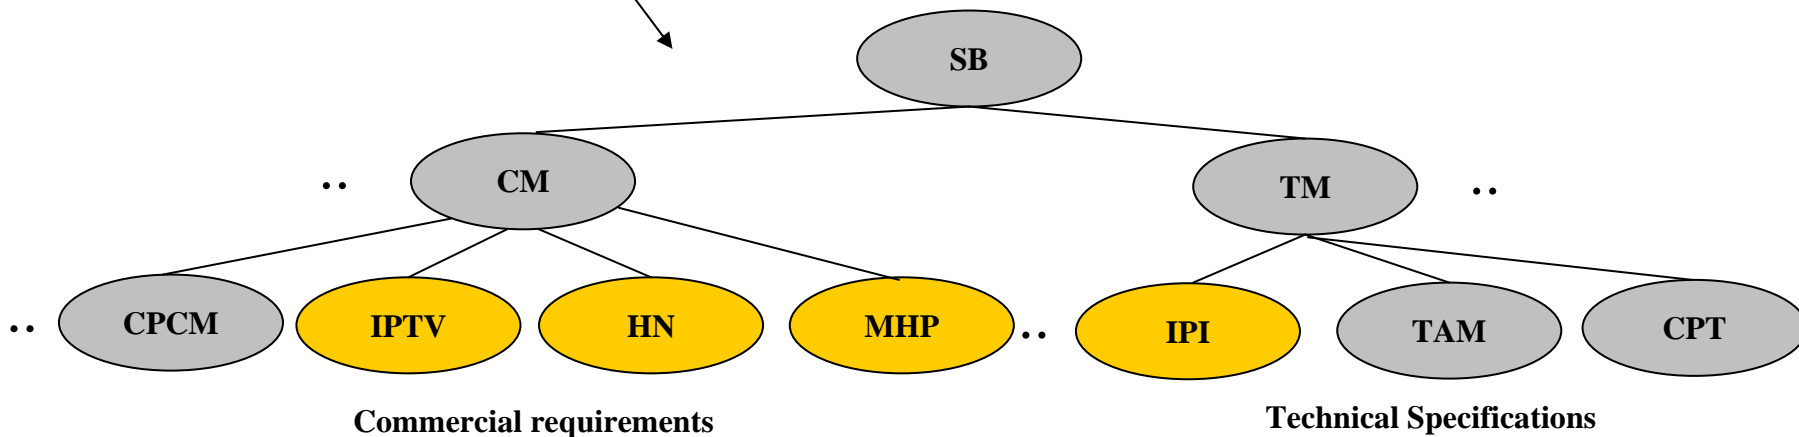 SB
.. CM TM ..
.. CPCM IPTV HN MHP .. IPI TAM CPT
Commercial requirements Technical Specifications